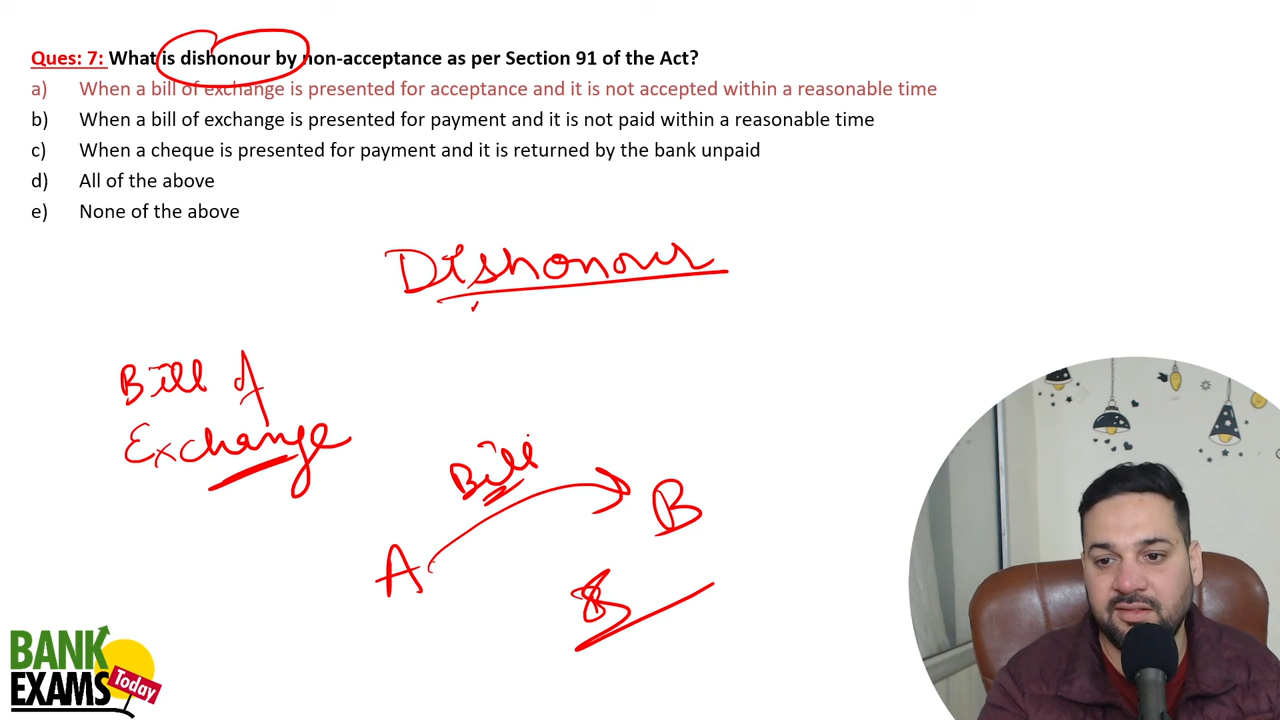 Ques: 7: What is dishonour by non-acceptance as per Section 91 of the Act?
a) When a bill of exchange is presented for acceptance and it is not accepted within a reasonable time
b) When a bill of exchange is presented for payment and it is not paid within a reasonable time
c) When a cheque is presented for payment and it is returned by the bank unpaid
d) All of the above
e) None of the above
Dishonour
Bill of
Exchange
Bill
B
A
BANK
EXAMS
Today